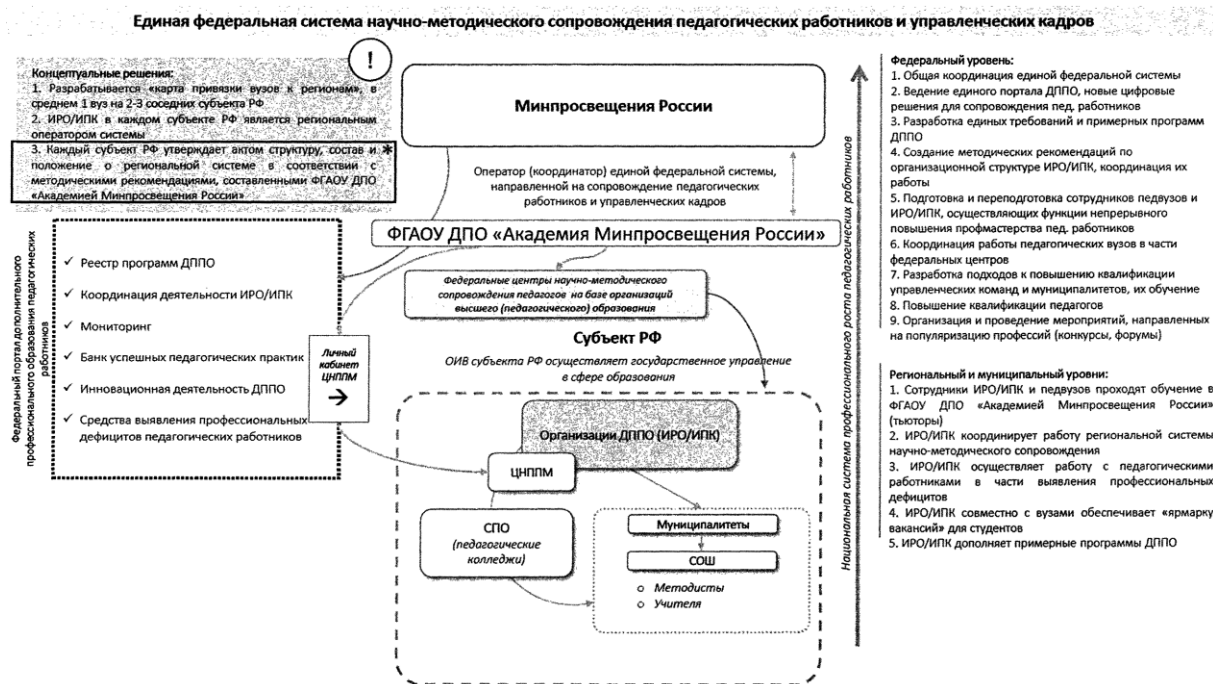 Единая федеральная система научно-методического сопровождения педагогических работников и управленческих кадров
!
Концептуальные решения:
1. Разрабатывается «карта привязки вузов к регионам», в
среднем 1 вуз на 2-3 соседних субъекта РФ
2. ИРО/ИПК в каждом субъекте РФ является региональным
оператором системы
3. Каждый субъект РФ утверждает актом структуру, состав и *
положение о региональной системе в соответствии с
методическими рекомендациями, составленными ФГАОУ ДПО
«Академией Минпросвещения России»
Федеральный портал дополнительного
профессионального образования педагогических
работников
✓ Реестр программ ДППО
✓ Координация деятельности ИРО/ИПК
✓ Мониторинг
✓ Банк успешных педагогических практик
✓ Инновационная деятельность ДППО
✓ Средства выявления профессиональных
дефицитов педагогических работников
Личный
кабинет
ЦНППМ
→
Минпросвещения России
Оператор (координатор) единой федеральной системы,
направленной на сопровождение педагогических
работников и управленческих кадров
ФГАОУ ДПО «Академия Минпросвещения России»
Федеральные центры научно-методического
сопровождения педагогов на базе организаций
высшего (педагогического) образования
Субъект РФ
ОИВ субъекта РФ осуществляет государственное управление
в сфере образования
Организации ДППО (ИРО/ИПК)
ЦНППМ
СПО
(педагогические
колледжи)
Муниципалитеты
СОШ
o Методисты
o Учителя
Национальная система профессионального роста педагогических работников
Федеральный уровень:
1. Общая координация единой федеральной системы
2. Ведение единого портала ДППО, новые цифровые
решения для сопровождения пед. работников
3. Разработка единых требований и примерных программ
ДППО
4. Создание методических рекомендаций по
организационной структуре ИРО/ИПК, координация их
работы
5. Подготовка и переподготовка сотрудников педвузов и
ИРО/ИПК, осуществляющих функции непрерывного
повышения профмастерства пед. работников
6. Координация работы педагогических вузов в части
федеральных центров
7. Разработка подходов к повышению квалификации
управленческих команд и муниципалитетов, их обучение
8. Повышение квалификации педагогов
9. Организация и проведение мероприятий, направленных
на популяризацию профессий (конкурсы, форумы)
Региональный и муниципальный уровни:
1. Сотрудники ИРО/ИПК и педвузов проходят обучение в
ФГАОУ ДПО «Академией Минпросвещения России»
(тьюторы)
2. ИРО/ИПК координирует работу региональной системы
научно-методического сопровождения
3. ИРО/ИПК осуществляет работу с педагогическими
работниками в части выявления профессиональных
дефицитов
4. ИРО/ИПК совместно с вузами обеспечивает «ярмарку
вакансий» для студентов
5. ИРО/ИПК дополняет примерные программы ДППО